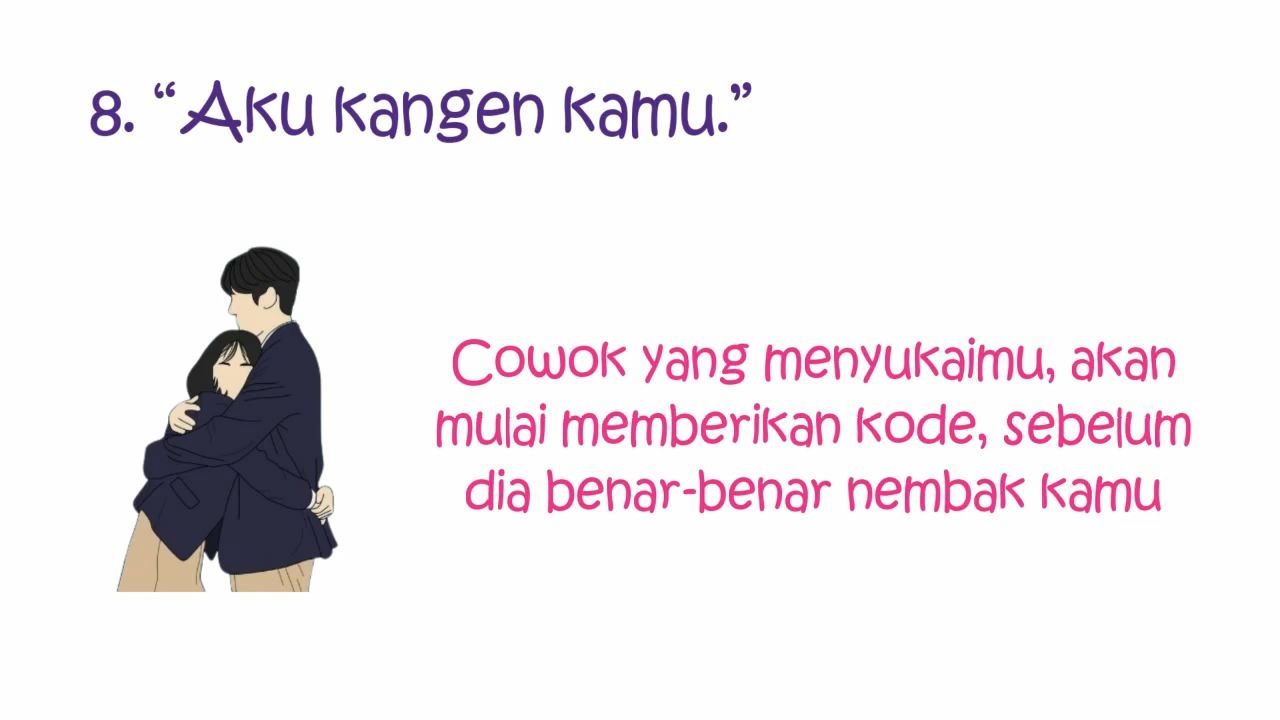 8. “Aku kangen kamu.”
Cowok yang menyukaimu, akan
mulai memberikan kode, sebelum
dia benar-benar nembak kamu